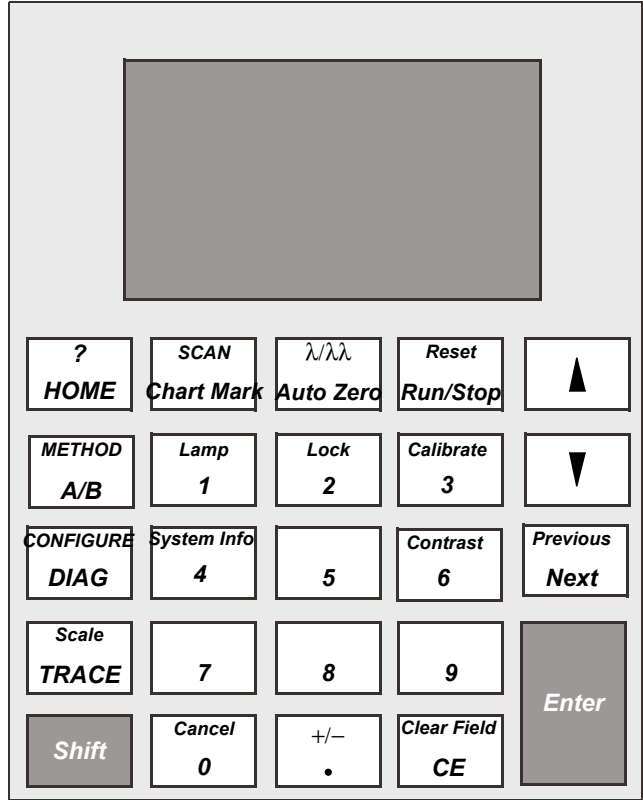 ?
HOME
SCAN
Chart Mark
λ/λλ
Auto Zero
Reset
Run/Stop
METHOD
A/B
Lamp
1
Lock
2
Calibrate
3
CONFIGURE
DIAG
System Info
4
5
Contrast
6
Previous
Next
Scale
TRACE
7
8
9
Enter
Shift
Cancel
0
+/−
•
Clear Field
CE